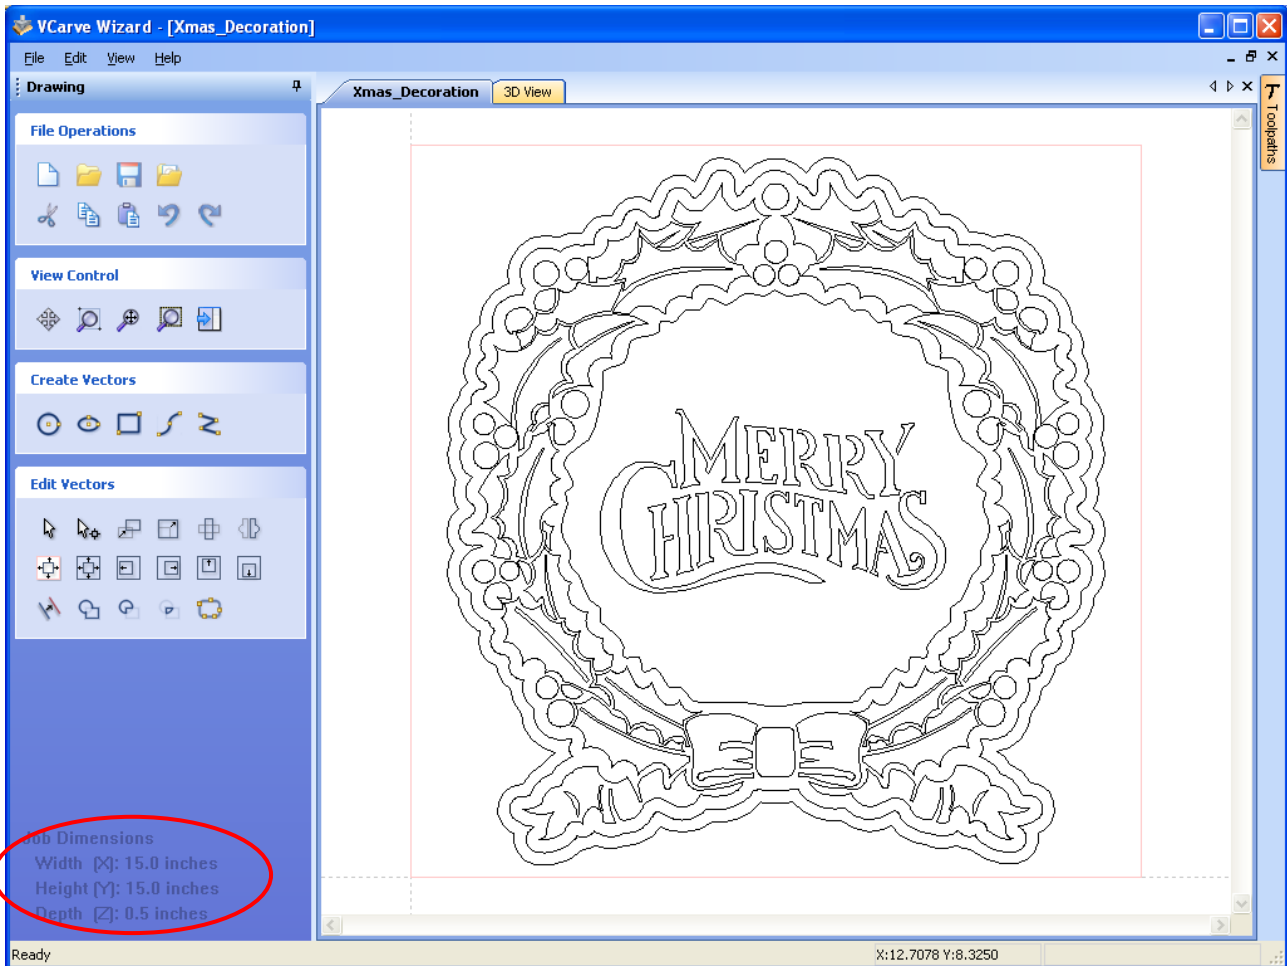 VCarve Wizard - [Xmas_Decoration]
File Edit View Help
Drawing
Xmas_Decoration 3D View
Toolpaths
File Operations
View Control
Create Vectors
Edit Vectors
MERRY
CHRISTMAS
Job Dimensions
Width (X): 15.0 inches
Height (Y): 15.0 inches
Depth (Z): 0.5 inches
Ready
X:12.7078 Y:8.3250